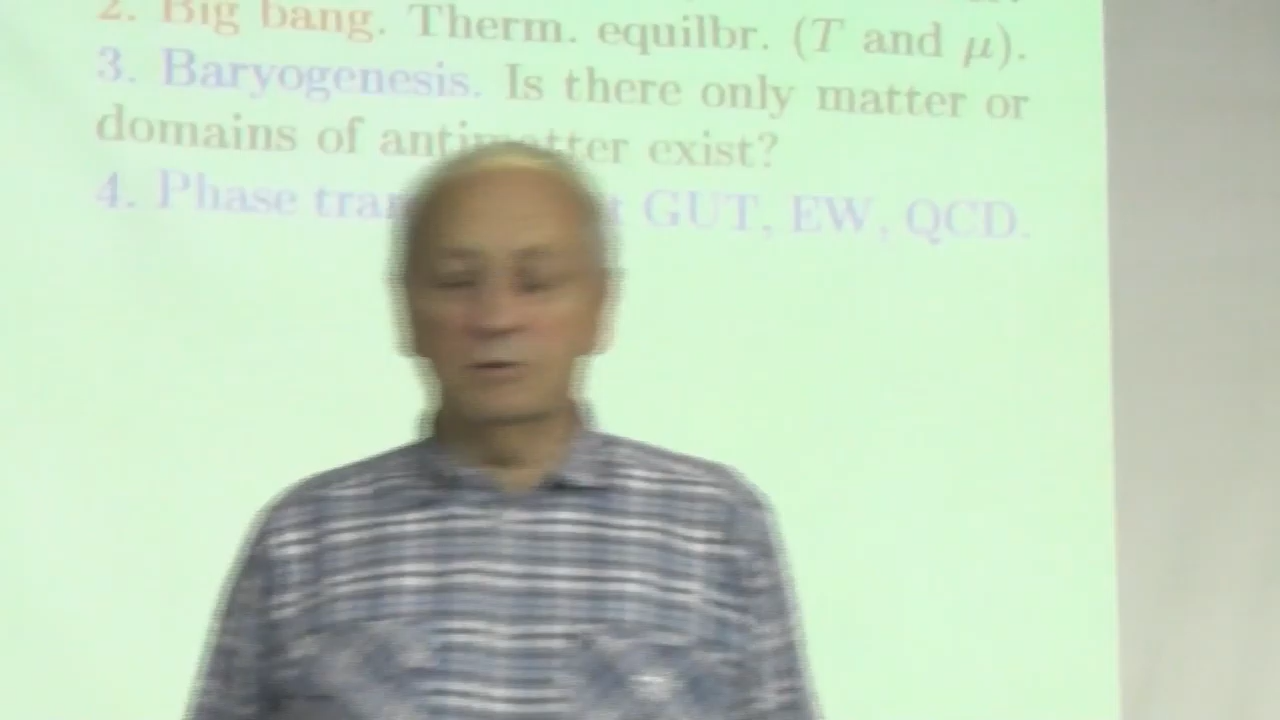 2. Big bang. Therm. equilbr. (T and μ).
3. Baryogenesis. Is there only matter or
domains of antimatter exist?
4. Phase GUT, EW, QCD.